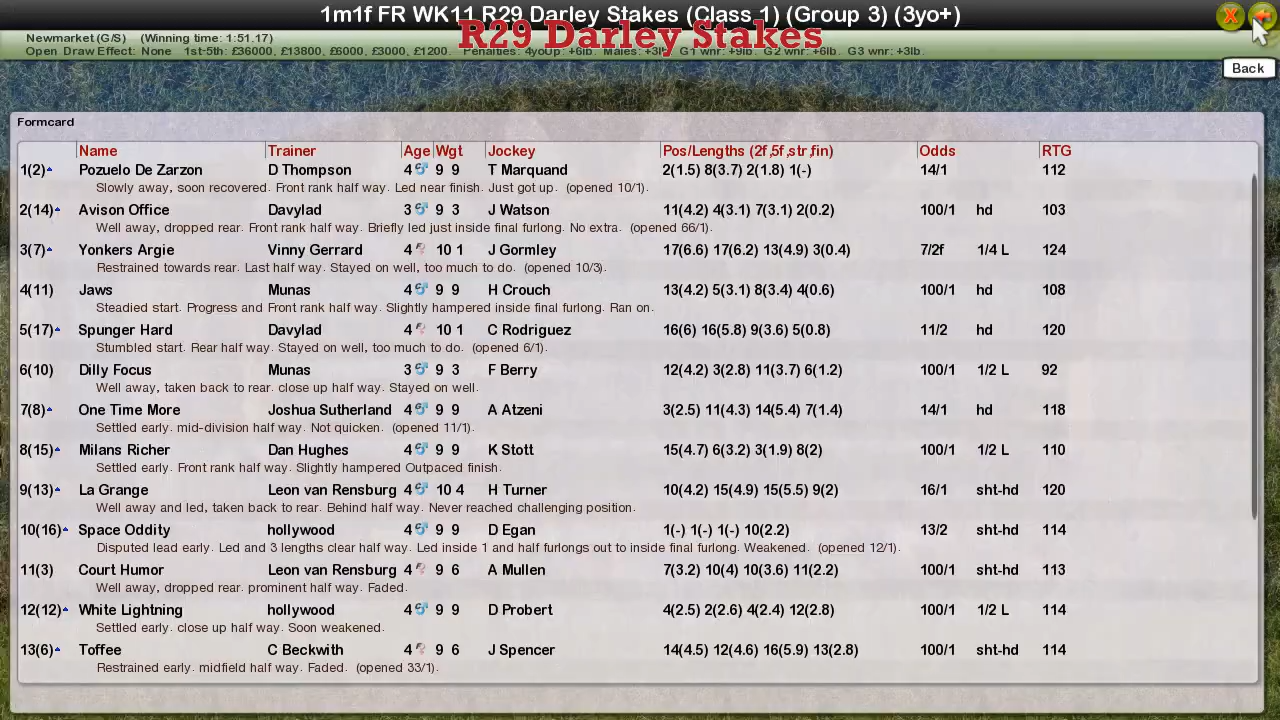 1m1f FR WK11 R29 Darley Stakes (Class 1) (Group 3) (3yo+)
R29 Darley Stakes
Newmarket (G/S) (Winning time: 1:51.17)
Open Draw Effect: None 1st-5th: £36000, £13800, £6000, £3000, £1200. Penalties: 4yoUp: +6lb. Males: +3lb. G1 wnr: +9lb. G2 wnr: +6lb. G3 wnr: +3lb.
X
Back
Formcard
Name Trainer Age Wgt Jockey Pos/Lengths (2f,5f,str,fin) Odds RTG
1(2) Pozuelo De Zarzon D Thompson 4 9 9 T Marquand 2(1.5) 8(3.7) 2(1.8) 1(-) 14/1 112
Slowly away, soon recovered. Front rank half way. Led near finish. Just got up. (opened 10/1).
2(14) Avison Office Davylad 3 9 3 J Watson 11(4.2) 4(3.1) 7(3.1) 2(0.2) 100/1 hd 103
Well away, dropped rear. Front rank half way. Briefly led just inside final furlong. No extra. (opened 66/1).
3(7) Yonkers Argie Vinny Gerrard 4 10 1 J Gormley 17(6.6) 17(6.2) 13(4.9) 3(0.4) 7/2f 1/4 L 124
Restrained towards rear. Last half way. Stayed on well, too much to do. (opened 10/3).
4(11) Jaws Munas 4 9 9 H Crouch 13(4.2) 5(3.1) 8(3.4) 4(0.6) 100/1 hd 108
Steadied start. Progress and Front rank half way. Slightly hampered inside final furlong. Ran on.
5(17) Spunger Hard Davylad 4 10 1 C Rodriguez 16(6) 16(5.8) 9(3.6) 5(0.8) 11/2 hd 120
Stumbled start. Rear half way. Stayed on well, too much to do. (opened 6/1).
6(10) Dilly Focus Munas 3 9 3 F Berry 12(4.2) 3(2.8) 11(3.7) 6(1.2) 100/1 1/2 L 92
Well away, taken back to rear. close up half way. Stayed on well.
7(8) One Time More Joshua Sutherland 4 9 9 A Atzeni 3(2.5) 11(4.3) 14(5.4) 7(1.4) 14/1 hd 118
Settled early. mid-division half way. Not quicken. (opened 11/1).
8(15) Milans Richer Dan Hughes 4 9 9 K Stott 15(4.7) 6(3.2) 3(1.9) 8(2) 100/1 1/2 L 110
Settled early. Front rank half way. Slightly hampered Outpaced finish.
9(13) La Grange Leon van Rensburg 4 10 4 H Turner 10(4.2) 15(4.9) 15(5.5) 9(2) 16/1 sht-hd 120
Well away and led, taken back to rear. Behind half way. Never reached challenging position.
10(16) Space Oddity hollywood 4 9 9 D Egan 1(-) 1(-) 1(-) 10(2.2) 13/2 sht-hd 114
Disputed lead early. Led and 3 lengths clear half way. Led inside 1 and half furlongs out to inside final furlong. Weakened. (opened 12/1).
11(3) Court Humor Leon van Rensburg 4 9 6 A Mullen 7(3.2) 10(4) 10(3.6) 11(2.2) 100/1 sht-hd 113
Well away, dropped rear. prominent half way. Faded.
12(12) White Lightning hollywood 4 9 9 D Probert 4(2.5) 2(2.6) 4(2.4) 12(2.8) 100/1 1/2 L 114
Settled early. close up half way. Soon weakened.
13(6) Toffee C Beckwith 4 9 6 J Spencer 14(4.5) 12(4.6) 16(5.9) 13(2.8) 100/1 sht-hd 114
Restrained early. midfield half way. Faded. (opened 33/1).